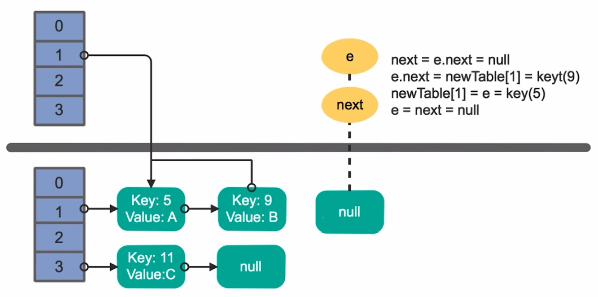 0
1
2
3
e
next
next = e.next = null
e.next = newTable[1] = keyt(9)
newTable[1] = e = key(5)
e = next = null
0
1
2
3
Key: 5
Value: A
Key: 9
Value: B
null
Key: 11
Value:C
null